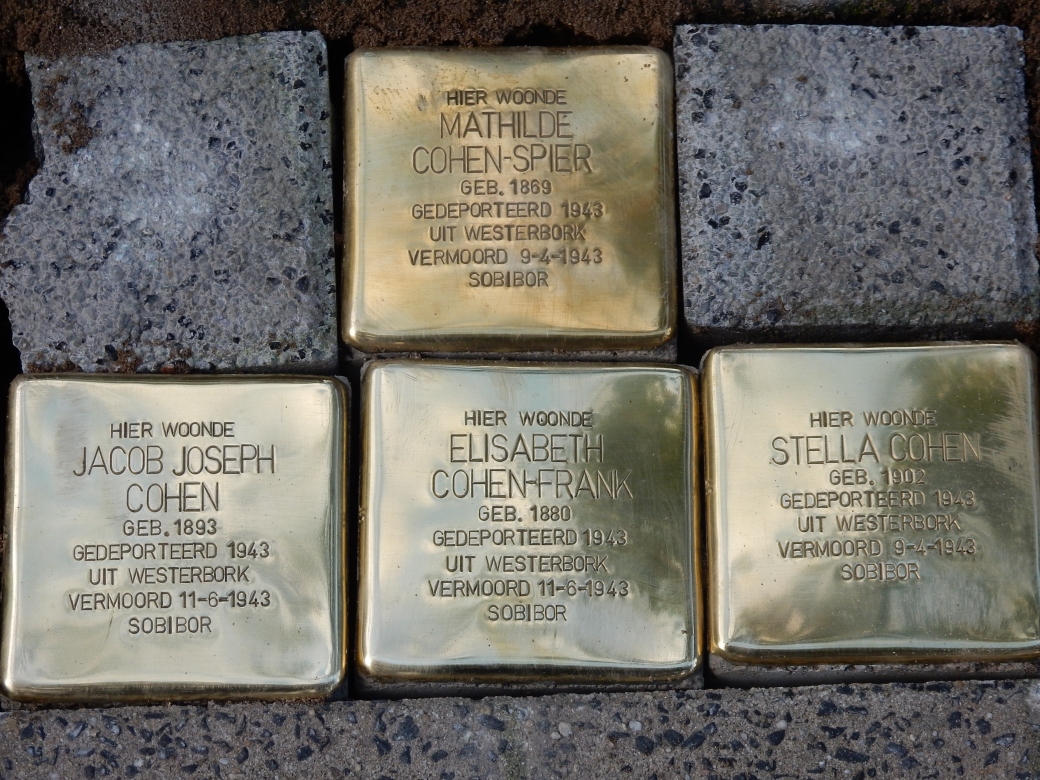 HIER WOONDE
MATHILDE
COHEN-SPIER
GEB. 1869
GEDEPORTEERD 1943
UIT WESTERBORK
VERMOORD 9-4-1943
SOBIBOR
HIER WOONDE
JACOB JOSEPH
COHEN
GEB. 1893
GEDEPORTEERD 1943
UIT WESTERBORK
VERMOORD 11-6-1943
SOBIBOR
HIER WOONDE
ELISABETH
COHEN-FRANK
GEB. 1880
GEDEPORTEERD 1943
UIT WESTERBORK
VERMOORD 11-6-1943
SOBIBOR
HIER WOONDE
STELLA COHEN
GEB. 1902
GEDEPORTEERD 1943
UIT WESTERBORK
VERMOORD 9-4-1943
SOBIBOR